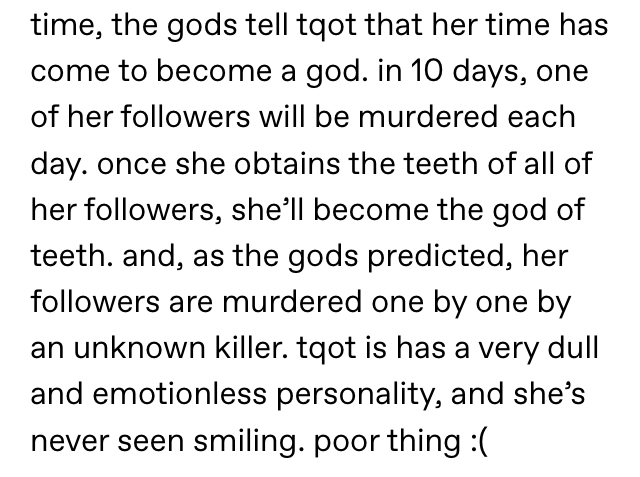 time, the gods tell tqot that her time has
come to become a god. in 10 days, one
of her followers will be murdered each
day. once she obtains the teeth of all of
her followers, she’ll become the god of
teeth. and, as the gods predicted, her
followers are murdered one by one by
an unknown killer. tqot is has a very dull
and emotionless personality, and she’s
never seen smiling. poor thing :(